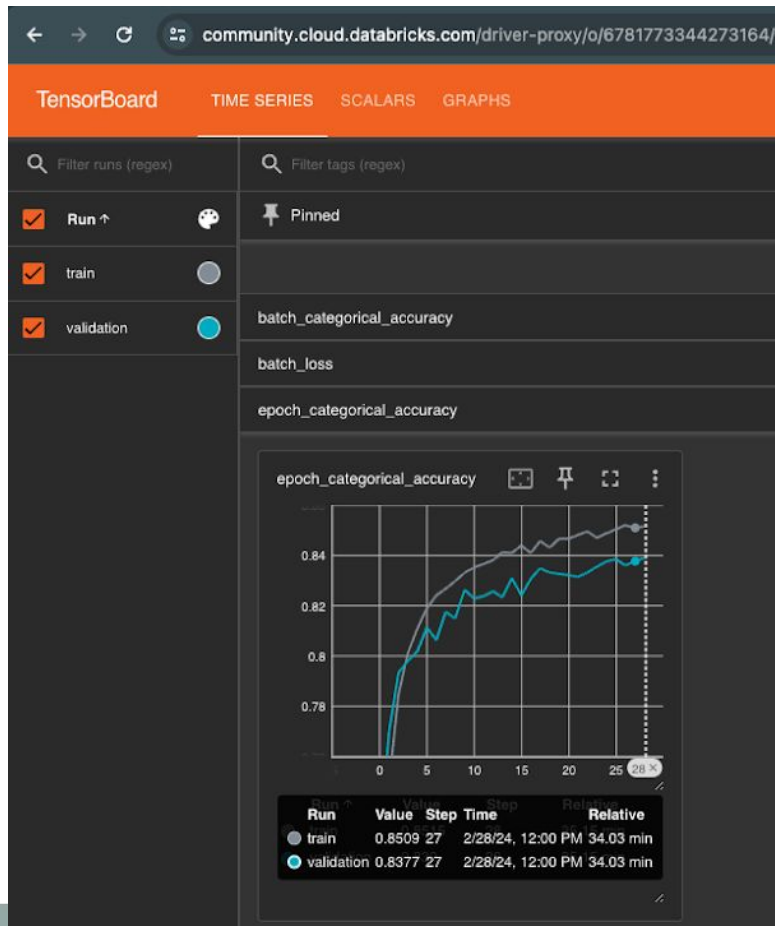 community.cloud.databricks.com/driver-proxy/o/6781773344273164/
TensorBoard TIME SERIES SCALARS GRAPHS
Filter runs (regex)
Filter tags (regex)
Run ↑
Pinned
train
validation
batch_categorical_accuracy
batch_loss
epoch_categorical_accuracy
epoch_categorical_accuracy
0.84
0.82
0.8
0.78
0 5 10 15 20 25 28 ×
Run Value Step Time Relative
train 0.8509 27 2/28/24, 12:00 PM 34.03 min
validation 0.8377 27 2/28/24, 12:00 PM 34.03 min